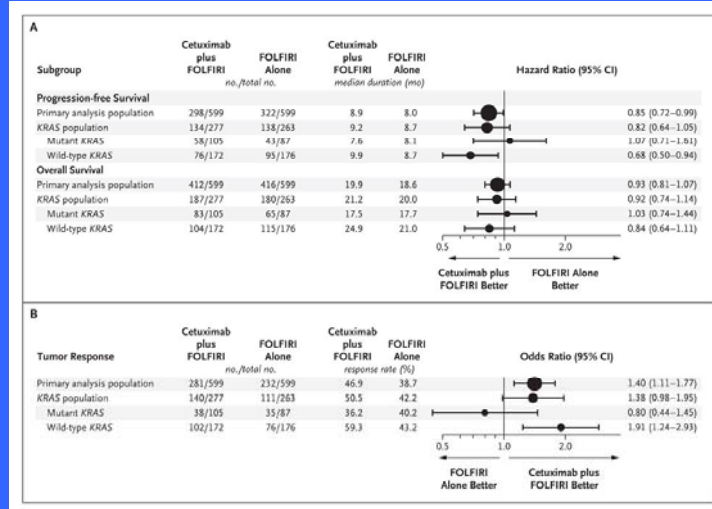 A
Subgroup Cetuximab plus FOLFIRI FOLFIRI Alone Cetuximab plus FOLFIRI FOLFIRI Alone Hazard Ratio (95% CI)
no./total no. median duration (mo)
Progression-free Survival
Primary analysis population 298/599 322/599 8.9 8.0 0.85 (0.72–0.99)
KRAS population 134/277 138/263 9.2 8.7 0.82 (0.64–1.05)
Mutant KRAS 58/105 43/87 7.6 8.1 1.07 (0.71–1.61)
Wild-type KRAS 76/172 95/176 9.9 8.7 0.68 (0.50–0.94)
Overall Survival
Primary analysis population 412/599 416/599 19.9 18.6 0.93 (0.81–1.07)
KRAS population 187/277 180/263 21.2 20.0 0.92 (0.74–1.14)
Mutant KRAS 83/105 65/87 17.5 17.7 1.03 (0.74–1.44)
Wild-type KRAS 104/172 115/176 24.9 21.0 0.84 (0.64–1.11)
0.5 1.0 2.0
Cetuximab plus FOLFIRI Better FOLFIRI Alone Better
B
Tumor Response Cetuximab plus FOLFIRI FOLFIRI Alone Cetuximab plus FOLFIRI FOLFIRI Alone Odds Ratio (95% CI)
no./total no. response rate (%)
Primary analysis population 281/599 232/599 46.9 38.7 1.40 (1.11–1.77)
KRAS population 140/277 111/263 50.5 42.2 1.38 (0.98–1.95)
Mutant KRAS 38/105 35/87 36.2 40.2 0.80 (0.44–1.45)
Wild-type KRAS 102/172 76/176 59.3 43.2 1.91 (1.24–2.93)
0.5 1.0 2.0
FOLFIRI Alone Better Cetuximab plus FOLFIRI Better